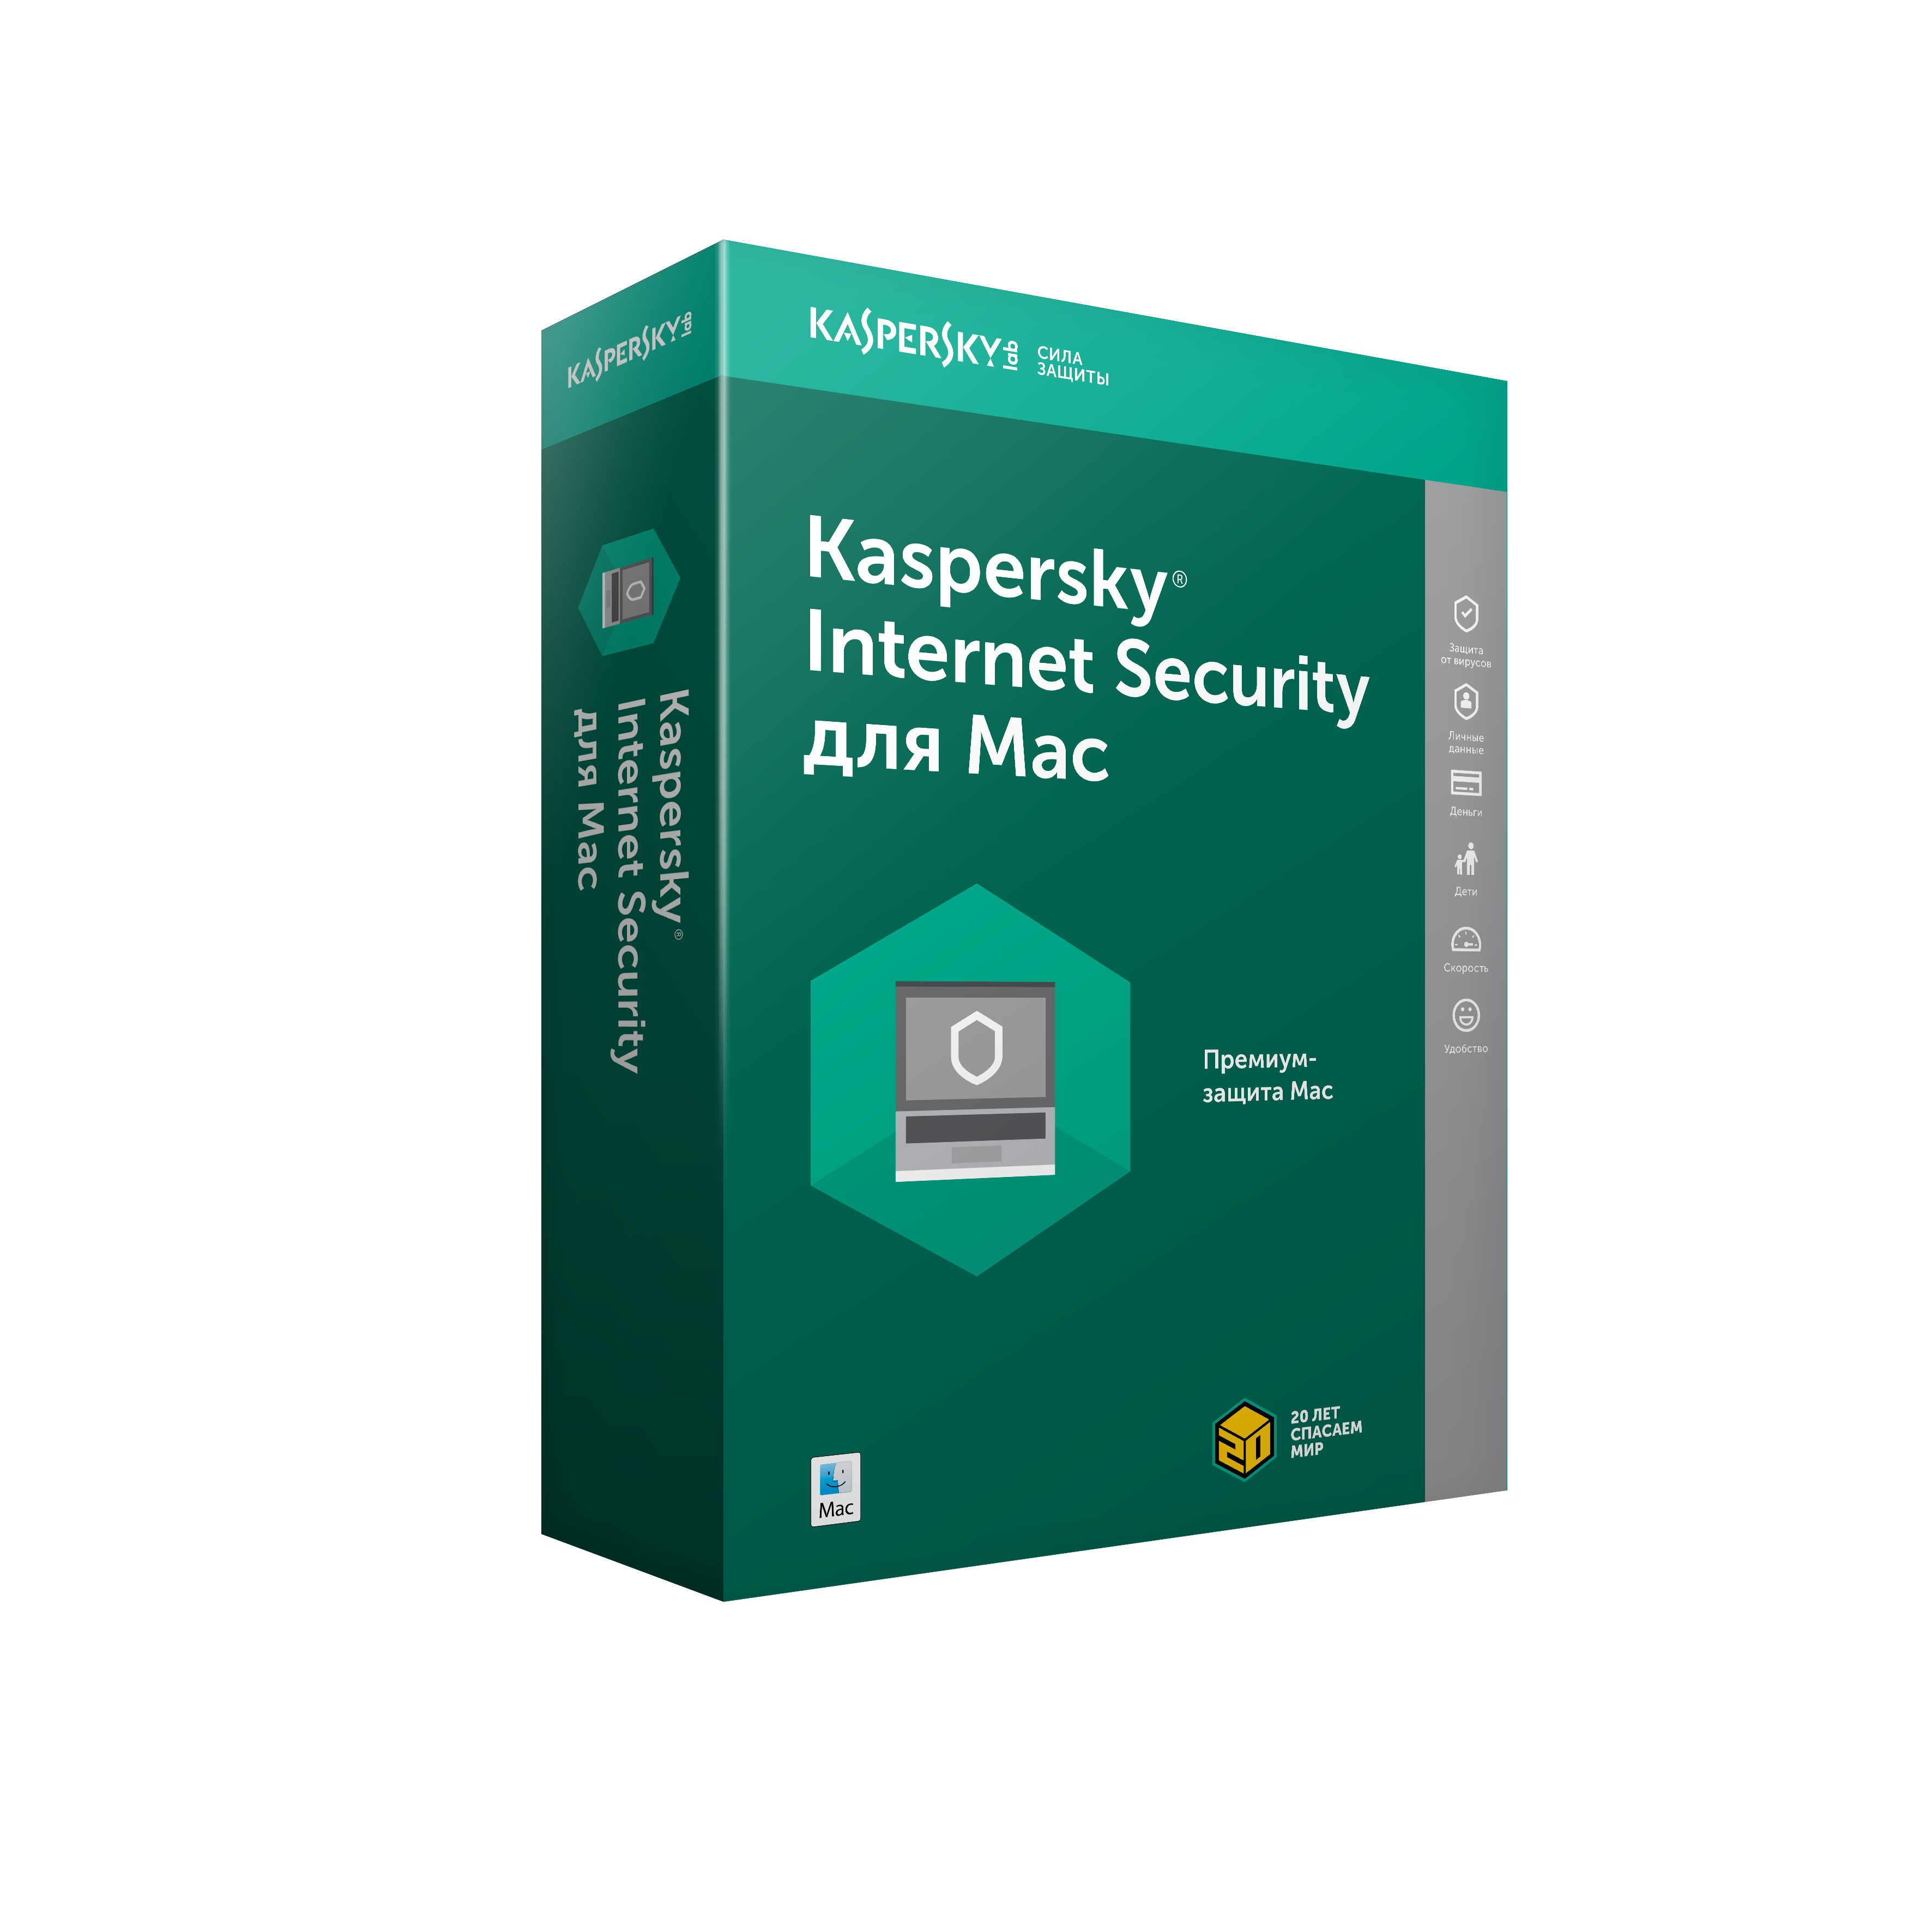 KASPERSKY lab
KASPERSKY lab
СИЛА
ЗАЩИТЫ
Kaspersky®
Internet Security
для Mac
Kaspersky®
Internet Security
для Mac
Защита
от вирусов
Личные
данные
Деньги
Дети
Скорость
Удобство
Премиум-
защита Mac
20
20 ЛЕТ
СПАСАЕМ
МИР
Mac